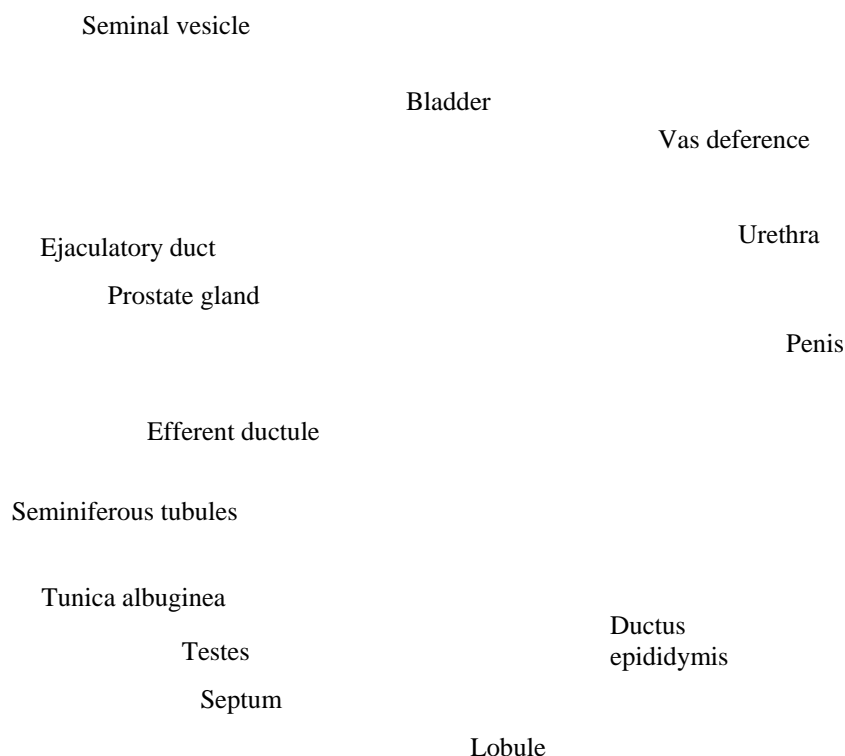 Seminal vesicle
Bladder
Vas deference
Urethra
Ejaculatory duct
Prostate gland
Penis
Efferent ductule
Seminiferous tubules
Tunica albuginea
Ductus
epididymis
Testes
Septum
Lobule